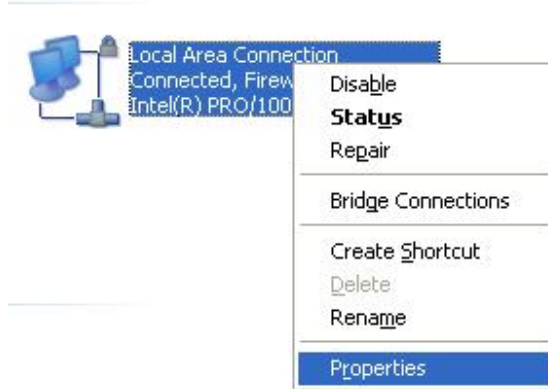 Local Area Connection
Connected, Firew
Intel(R) PRO/100
Disable
Status
Repair
Bridge Connections
Create Shortcut
Delete
Rename
Properties